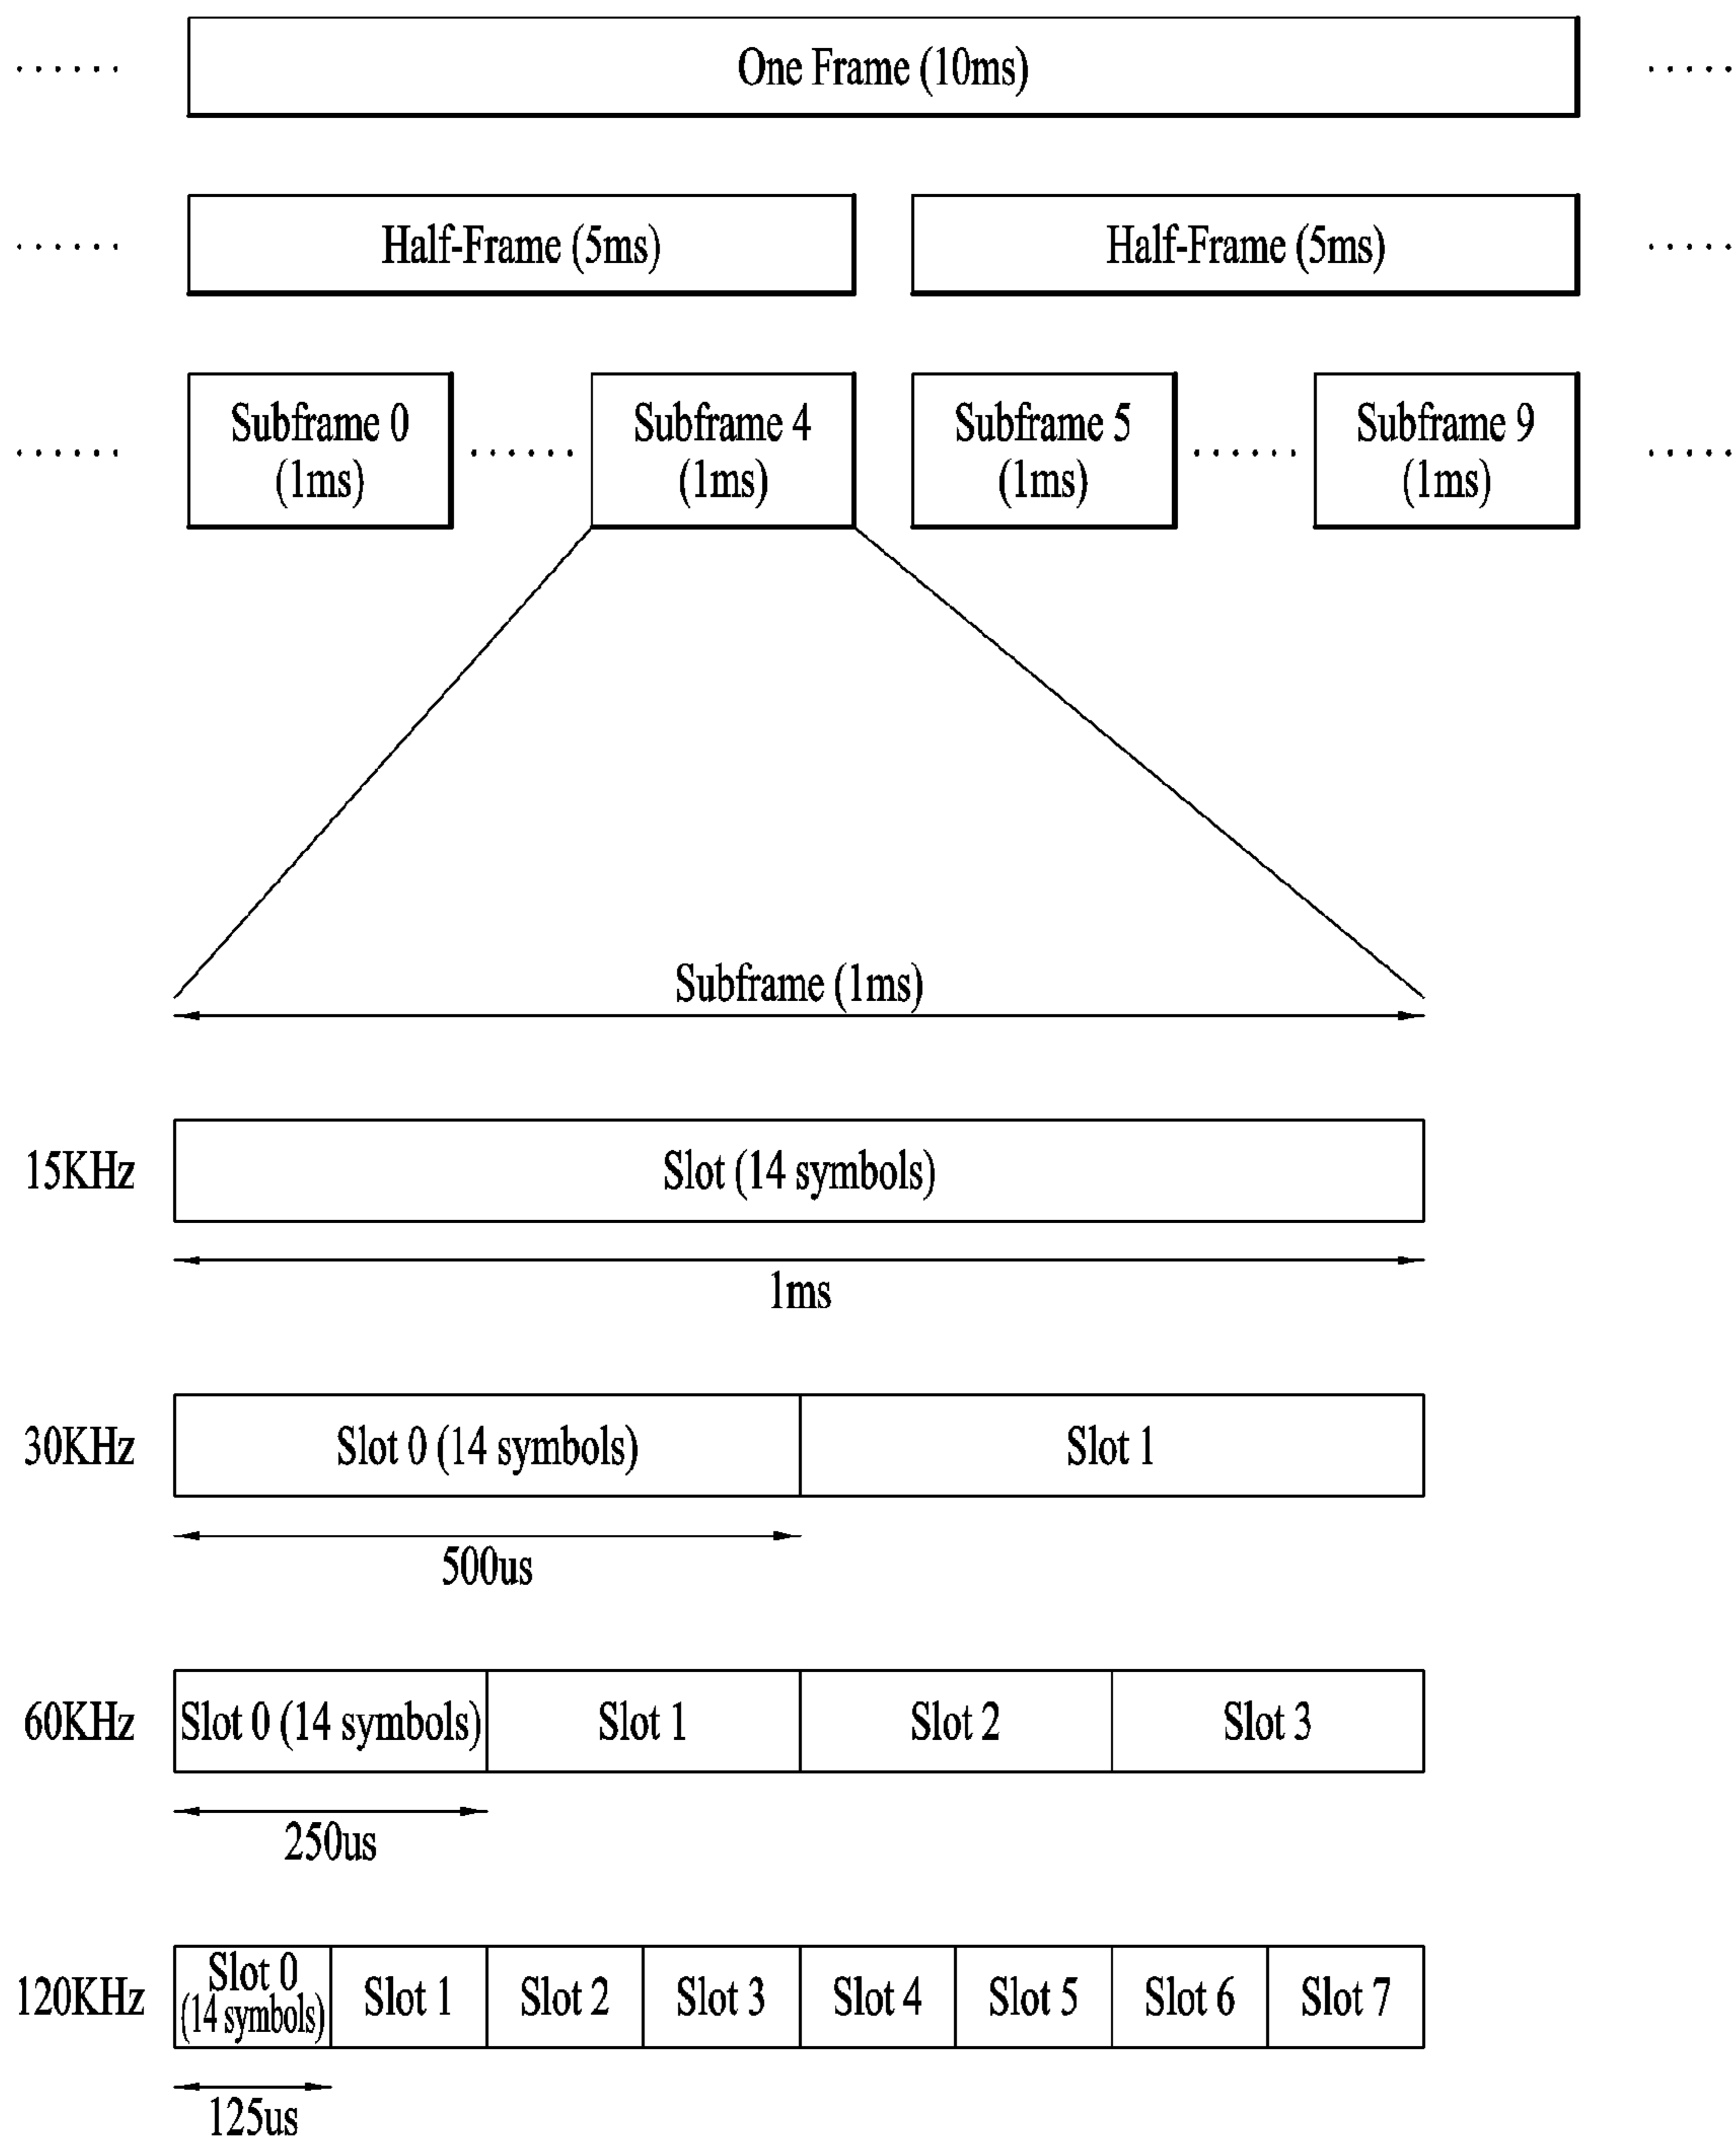 One Frame (10ms)
Half-Frame (5ms) Half-Frame (5ms)
Subframe 0 Subframe 4 Subframe 5 Subframe 9
(1ms) (1ms) (1ms) (1ms)
Subframe (1ms)
15KHz Slot (14 symbols)
1ms
30KHz Slot 0 (14 symbols) Slot 1
500us
60KHz Slot 0 (14 symbols) Slot 1 Slot 2 Slot 3
250us
120KHz Slot 0 (14 symbols) Slot 1 Slot 2 Slot 3 Slot 4 Slot 5 Slot 6 Slot 7
125us